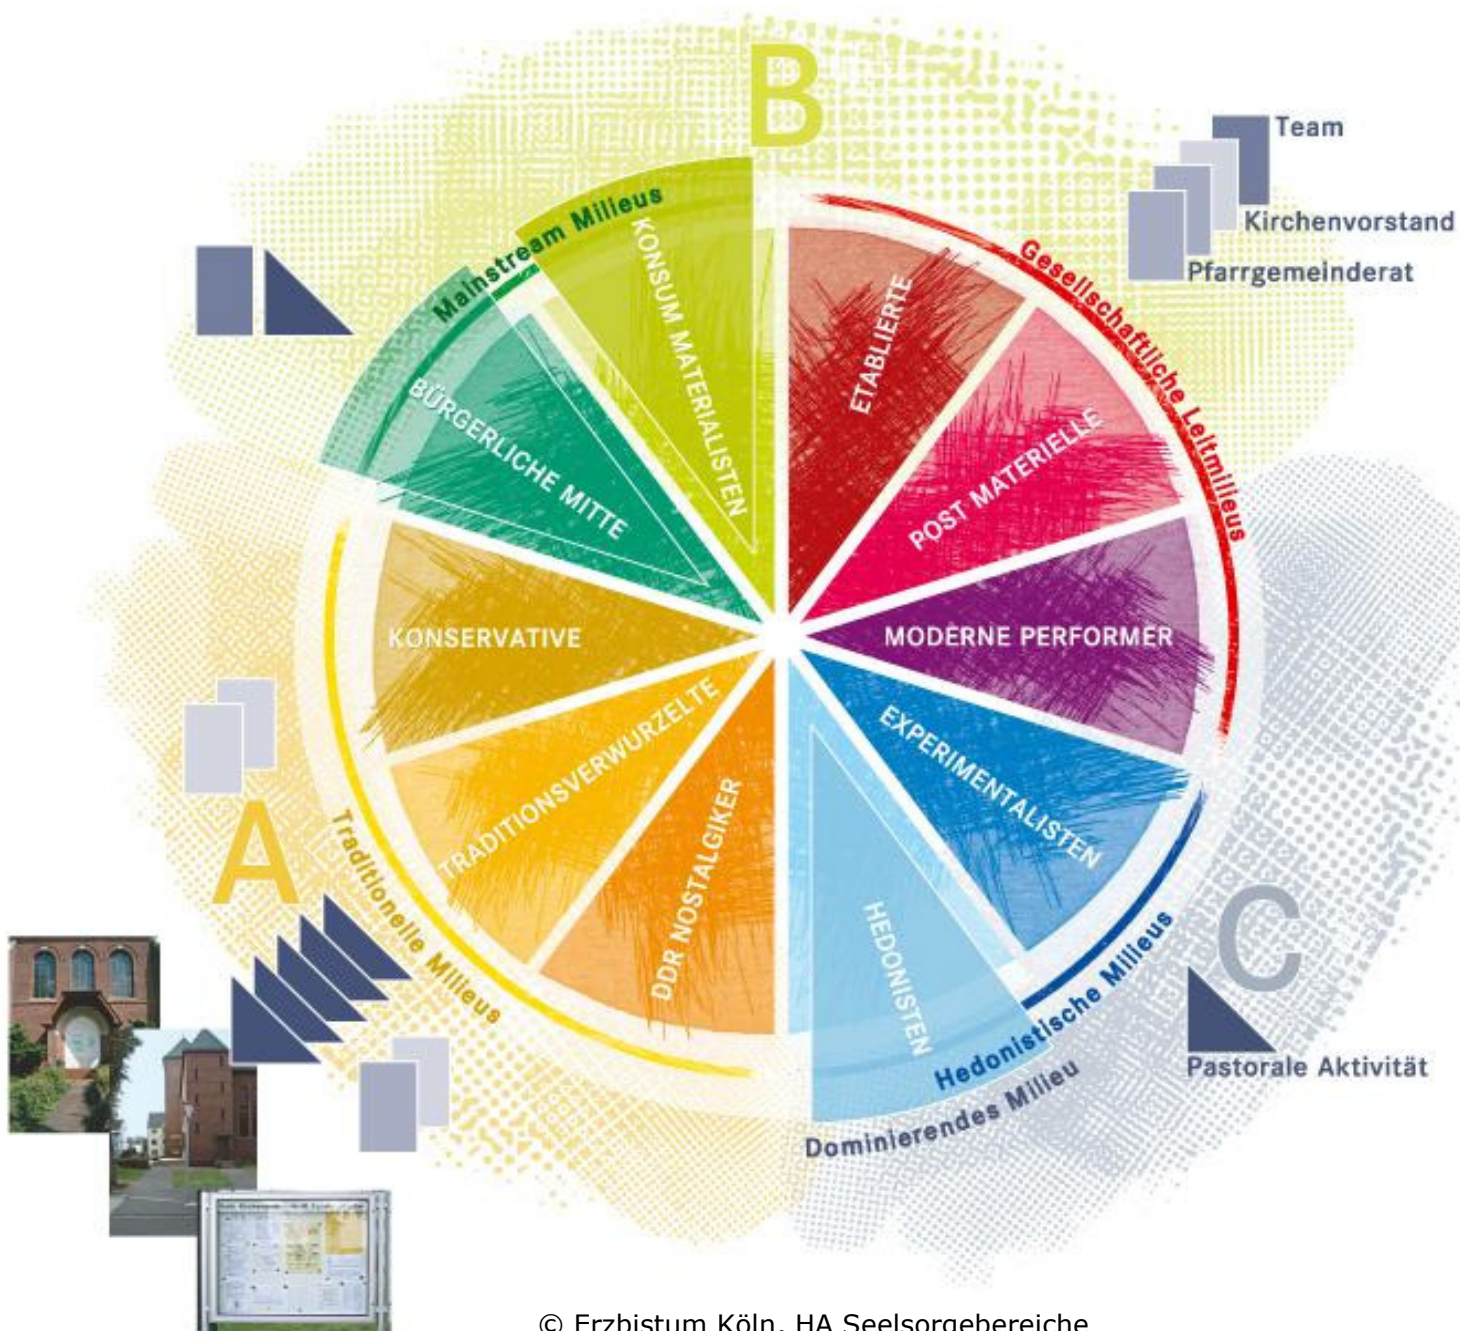 B
Team
Kirchenvorstand
Pfarrgemeinderat
Mainstream Milieus
Gesellschaftliche Leitmilieus
KONSUM MATERIALISTEN
ETABLIERTE
BÜRGERLICHE MITTE
POST MATERIELLE
KONSERVATIVE
MODERNE PERFORMER
TRADITIONSVERWURZELTE
EXPERIMENTALISTEN
DDR NOSTALGIKER
HEDONISTEN
A
Traditionelle Milieus
C
Hedonistische Milieus
Dominierendes Milieu
Pastorale Aktivität
© Erzbistum Köln, HA Seelsorgebereiche